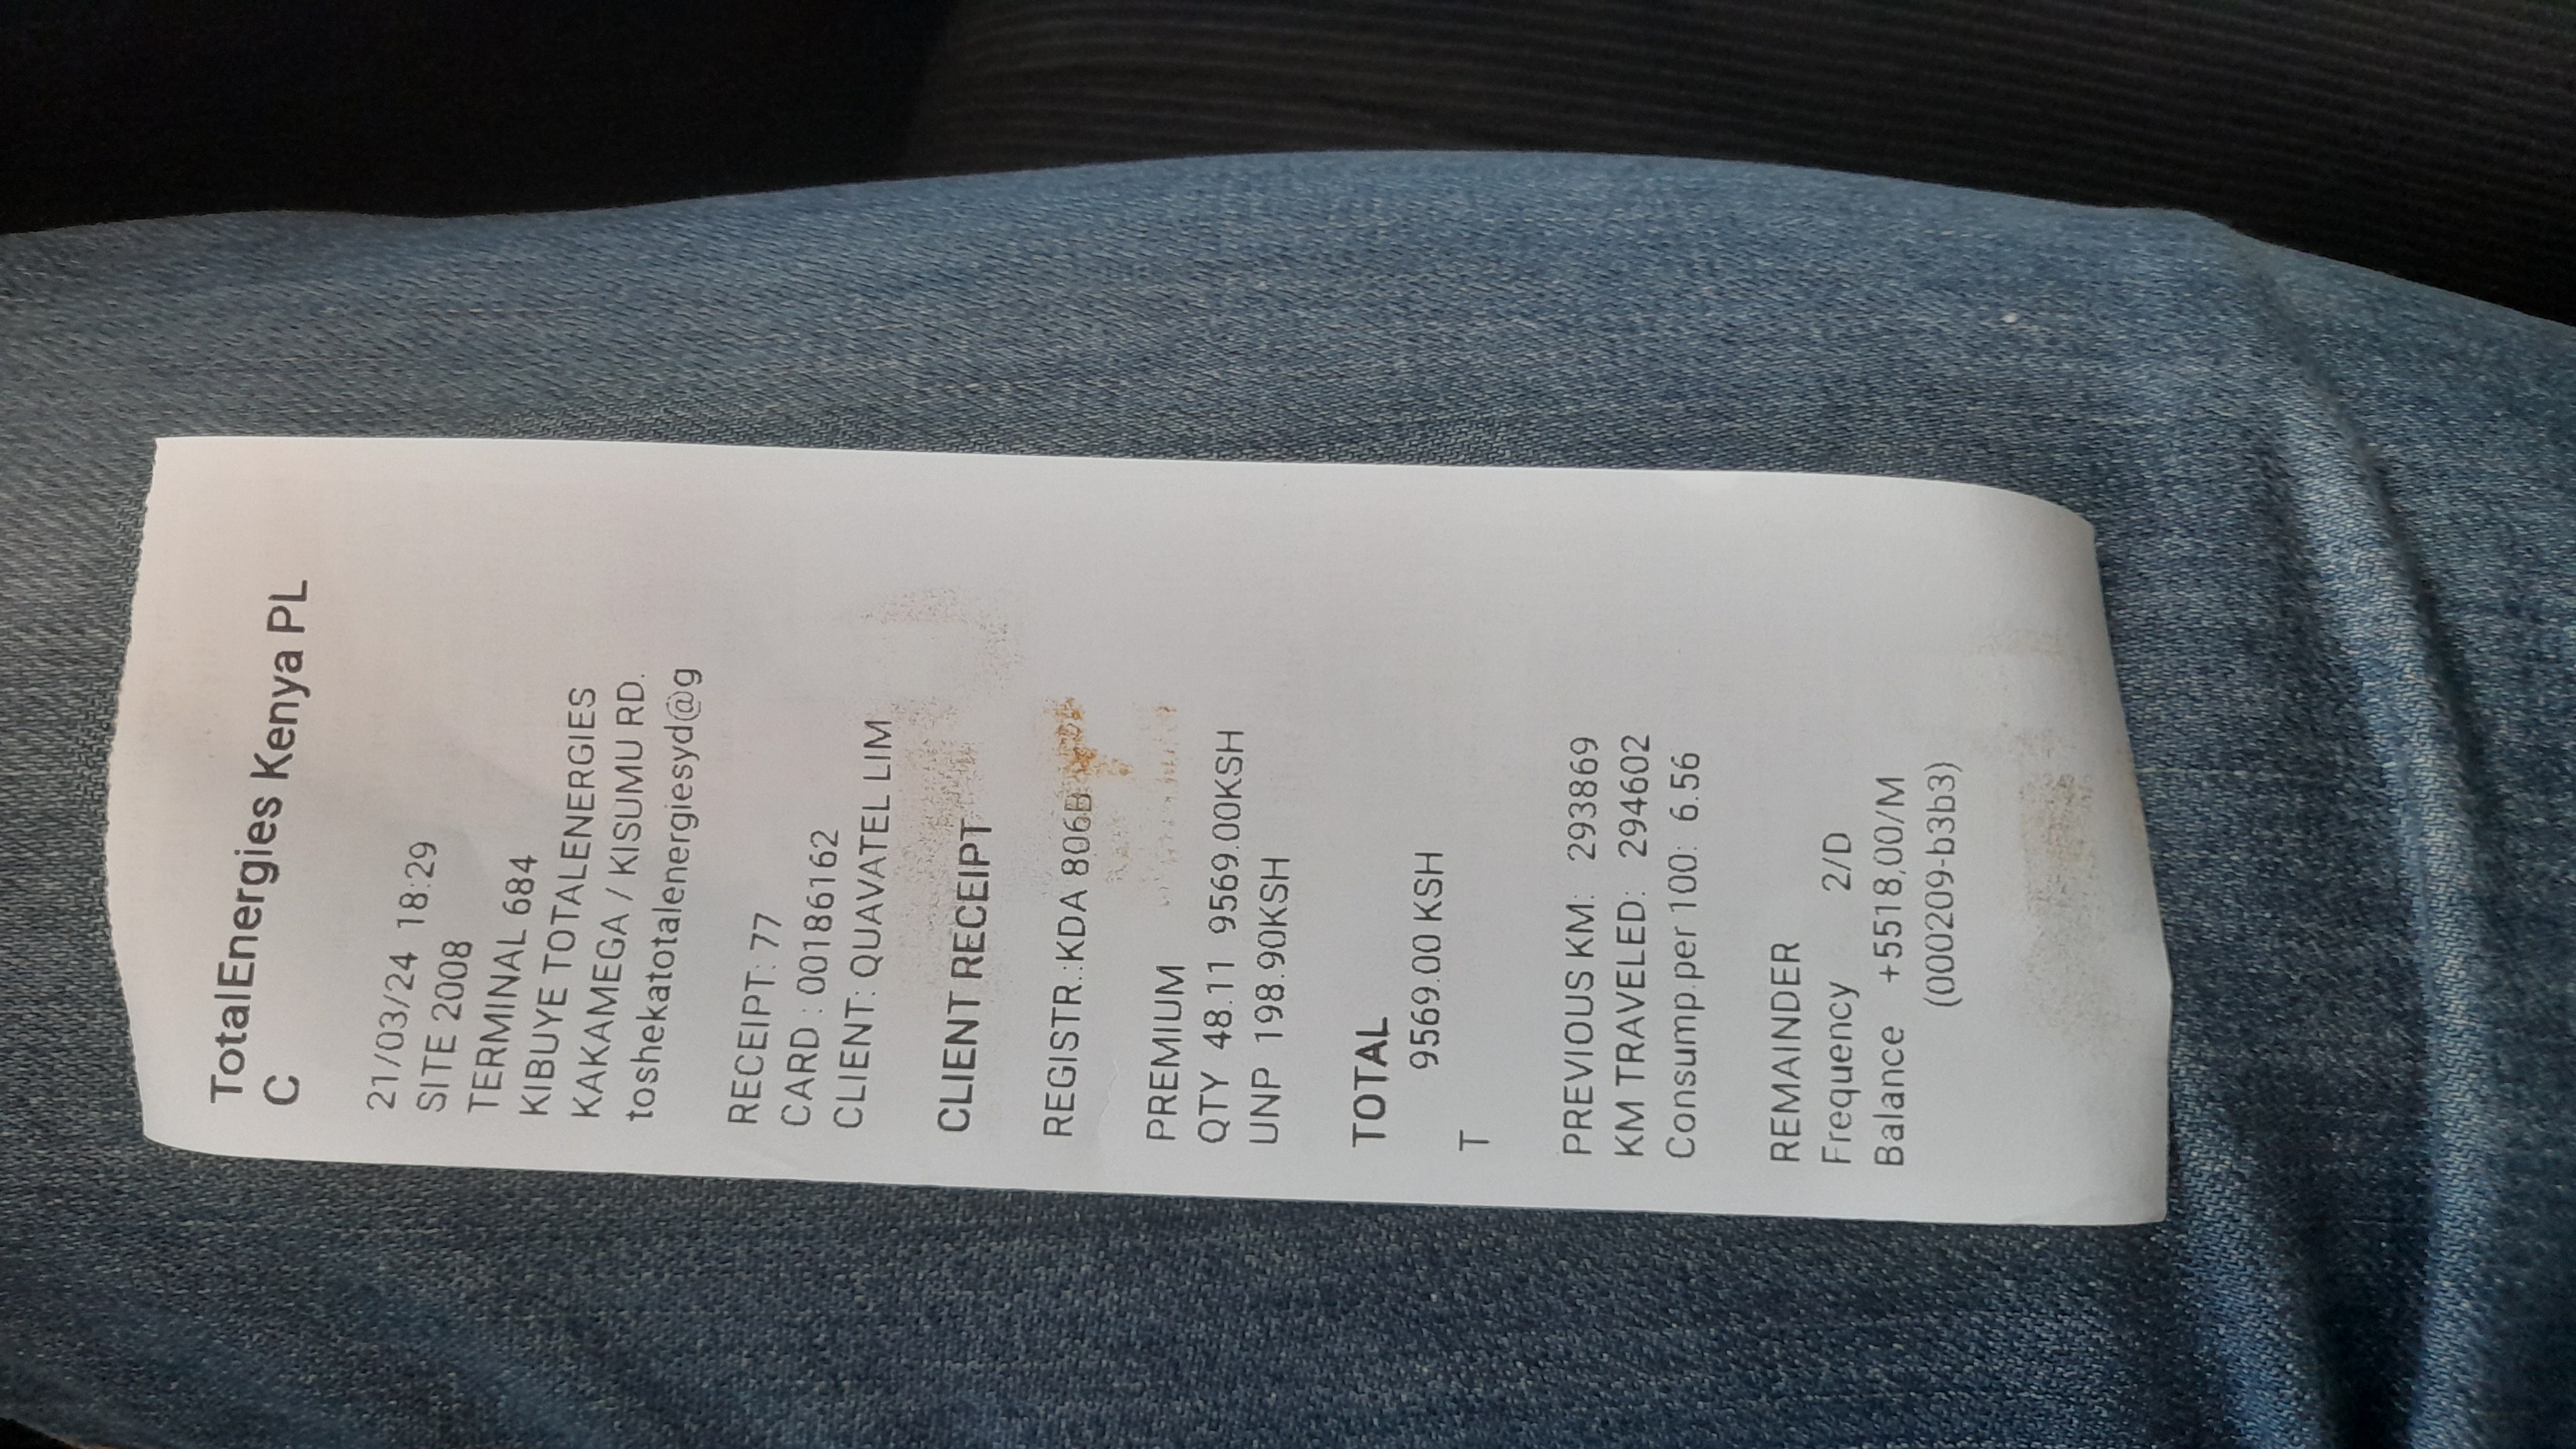 TotalEnergies Kenya PL
C
21/03/24 18:29
SITE 2008
TERMINAL 684
KIBUYE TOTALENERGIES
KAKAMEGA / KISUMU RD.
toshekatotalenergiesyd@g
RECEIPT: 77
CARD : 00186162
CLIENT: QUAVATEL LIM
CLIENT RECEIPT
REGISTR.:KDA 806B
PREMIUM
QTY 48.11 9569.00KSH
UNP 198.90KSH
TOTAL
9569.00 KSH
T
PREVIOUS KM: 293869
KM TRAVELED: 294602
Consump.per 100: 6.56
REMAINDER
Frequency 2/D
Balance +5518,00/M
(000209-b3b3)